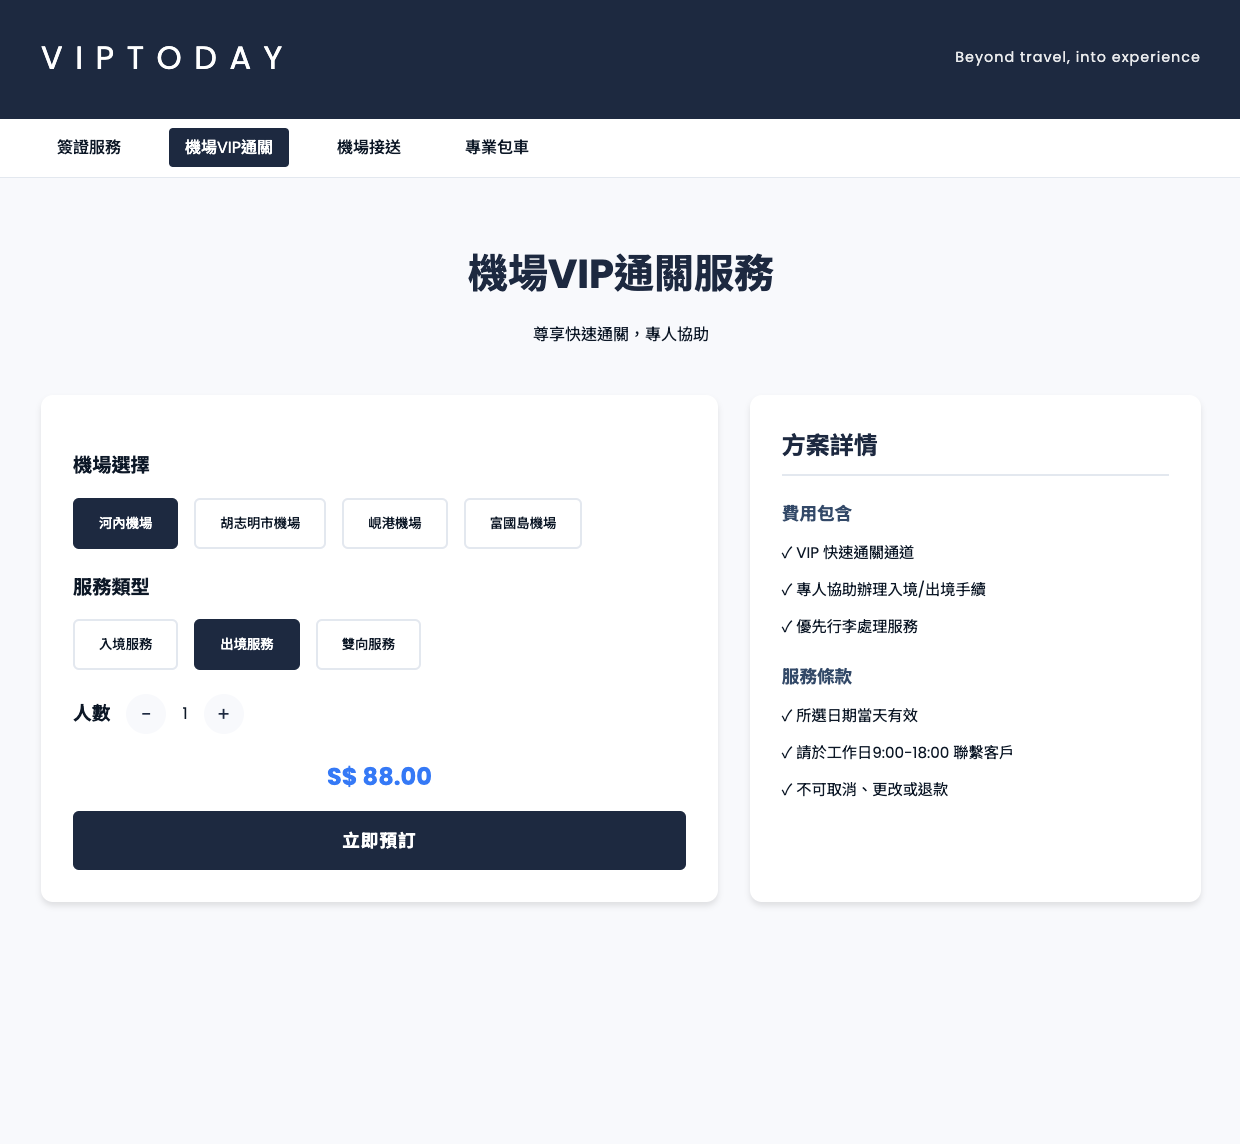 VIPTODAY
Beyond travel, into experience
簽證服務
機場VIP通關
機場接送
專業包車
機場VIP通關服務
尊享快速通關，專人協助
機場選擇
河內機場
胡志明市機場
峴港機場
富國島機場
服務類型
入境服務
出境服務
雙向服務
人數
−
1
+
S$ 88.00
立即預訂
方案詳情
費用包含
✓ VIP 快速通關通道
✓ 專人協助辦理入境/出境手續
✓ 優先行李處理服務
服務條款
✓ 所選日期當天有效
✓ 請於工作日9:00-18:00 聯繫客戶
✓ 不可取消、更改或退款